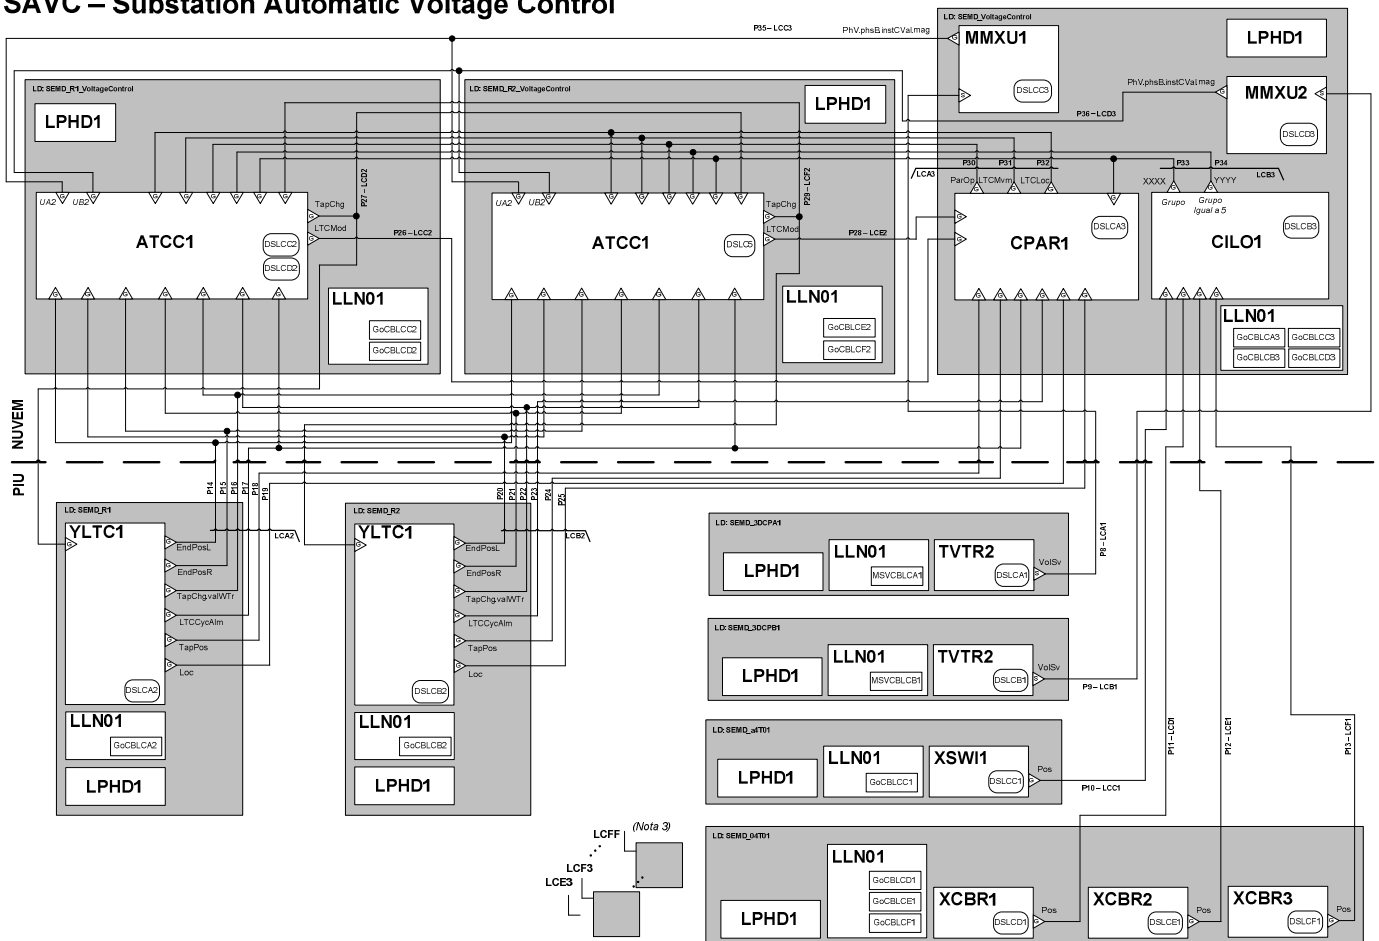 SAVC – Substation Automatic Voltage Control
P35 – LCC3
PhV.phsB.instCVal.mag
LD: SEMD_VoltageControl
MMXU1
DSLCC3
LPHD1
PhV.phsB.instCVal.mag
P36 – LCD3
MMXU2
DSLCD3
LD: SEMD_R1_VoltageControl
LPHD1
LD: SEMD_R2_VoltageControl
LPHD1
UA2
UB2
ATCC1
DSLCC2
DSLCD2
TapChg
LTCMod
P27 – LCD2
P26 – LCC2
LLN01
GoCBLCC2
GoCBLCD2
UA2
UB2
ATCC1
DSLC5
TapChg
LTCMod
P29 – LCF2
P28 – LCE2
LLN01
GoCBLCE2
GoCBLCF2
LCA3
P30
P31
P32
ParOp
LTCMvm
LTCLoc
CPAR1
DSLCA3
P33
P34
LCB3
XXXX
YYYY
Grupo
Grupo
Igual a 5
CILO1
DSLCB3
LLN01
GoCBLCA3
GoCBLCC3
GoCBLCB3
GoCBLCD3
NUVEM
PIU
P14
P15
P16
P17
P18
P19
P20
P21
P22
P23
P24
P25
LD: SEMD_R1
YLTC1
LCA2
EndPosL
EndPosR
TapChg.valWTr
LTCCycAlm
TapPos
Loc
DSLCA2
LLN01
GoCBLCA2
LPHD1
LD: SEMD_R2
YLTC1
LCB2
EndPosL
EndPosR
TapChg.valWTr
LTCCycAlm
TapPos
Loc
DSLCB2
LLN01
GoCBLCB2
LPHD1
LD: SEMD_3DCPA1
LPHD1
LLN01
MSVCBLCA1
TVTR2
DSLCA1
VolSv
P8 – LCA1
LD: SEMD_3DCPB1
LPHD1
LLN01
MSVCBLCB1
TVTR2
DSLCB1
VolSv
P9 – LCB1
LD: SEMD_a4T01
LPHD1
LLN01
GoCBLCC1
XSWI1
DSLCC1
Pos
P10 – LCC1
P11 – LCD1
P12 – LCE1
P13 – LCF1
LD: SEMD_04T01
LPHD1
LLN01
GoCBLCD1
GoCBLCE1
GoCBLCF1
XCBR1
DSLCD1
Pos
XCBR2
DSLCE1
Pos
XCBR3
DSLCF1
Pos
(Nota 3)
LCFF
LCF3
LCE3